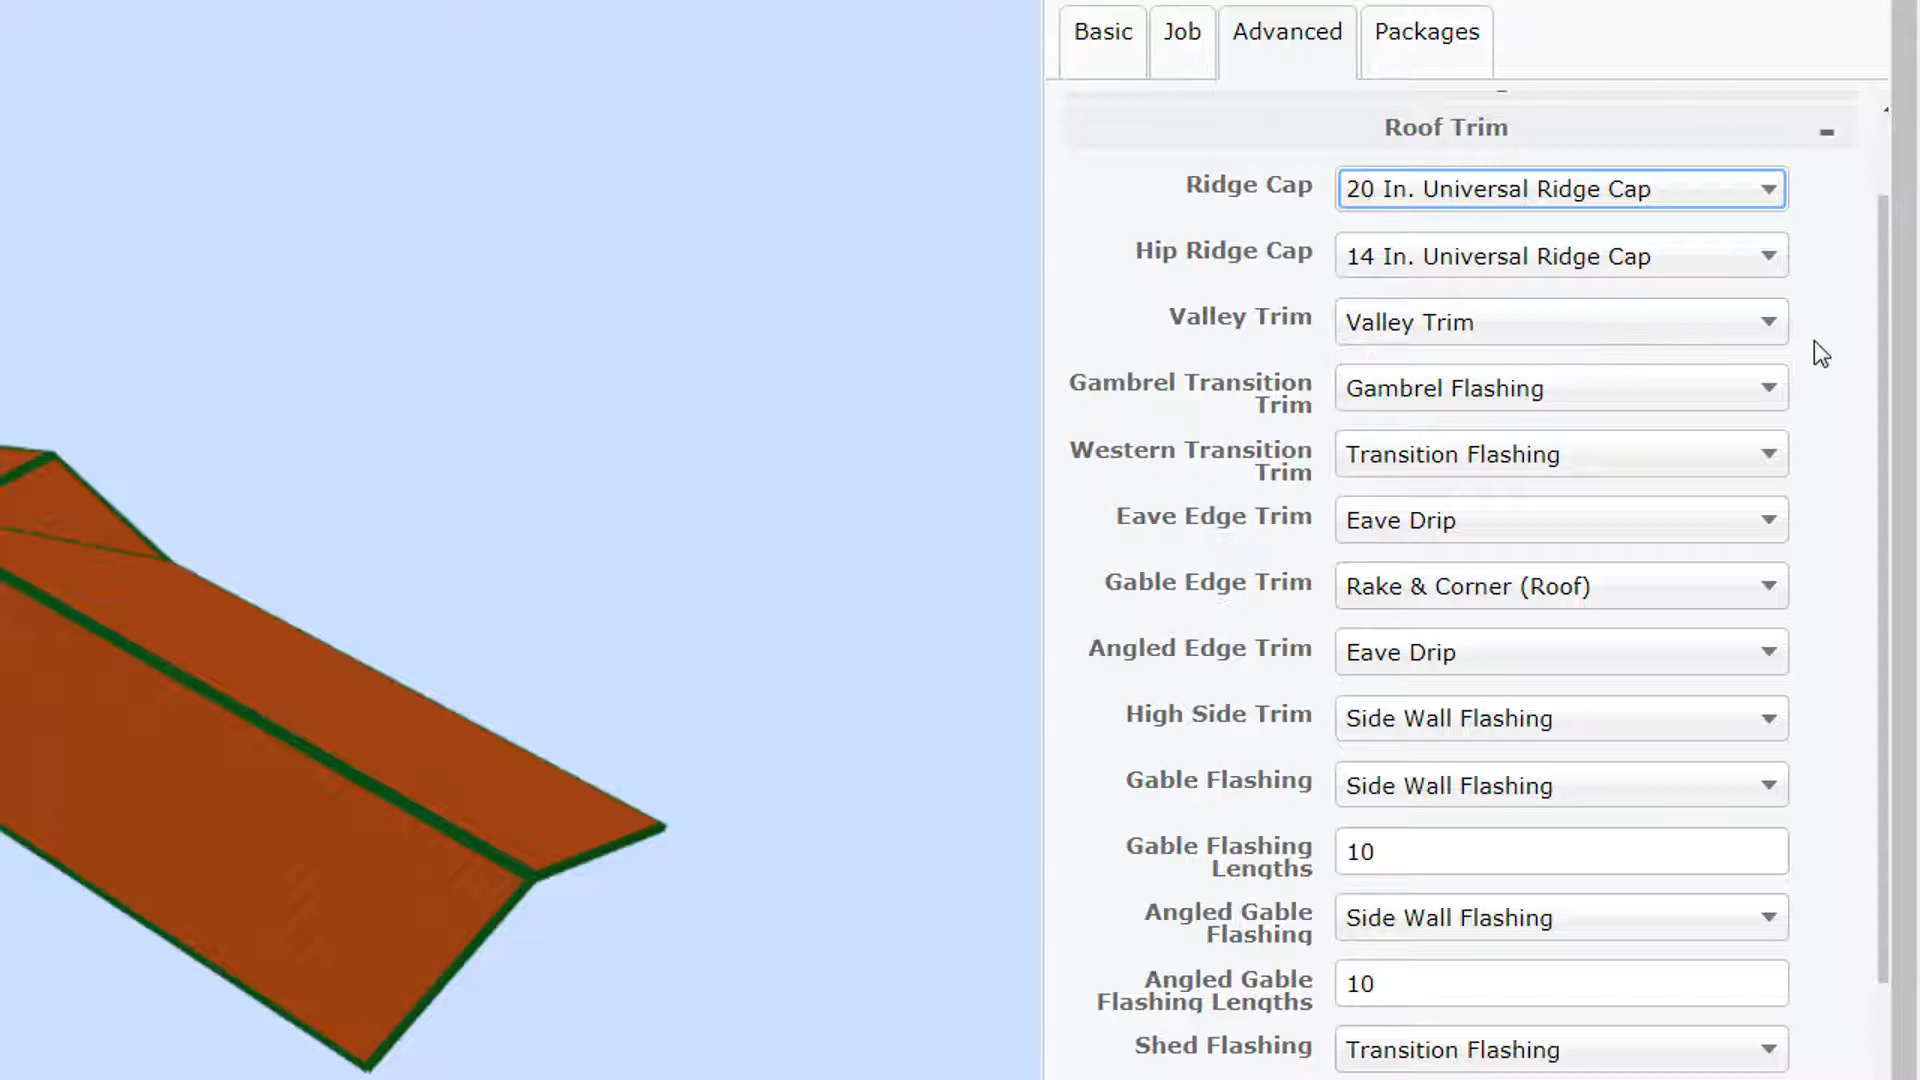 Basic Job Advanced Packages
Roof Trim
Ridge Cap 20 In. Universal Ridge Cap
Hip Ridge Cap 14 In. Universal Ridge Cap
Valley Trim Valley Trim
Gambrel Transition Trim Gambrel Flashing
Western Transition Trim Transition Flashing
Eave Edge Trim Eave Drip
Gable Edge Trim Rake & Corner (Roof)
Angled Edge Trim Eave Drip
High Side Trim Side Wall Flashing
Gable Flashing Side Wall Flashing
Gable Flashing Lengths 10
Angled Gable Flashing Side Wall Flashing
Angled Gable Flashing Lengths 10
Shed Flashing Transition Flashing